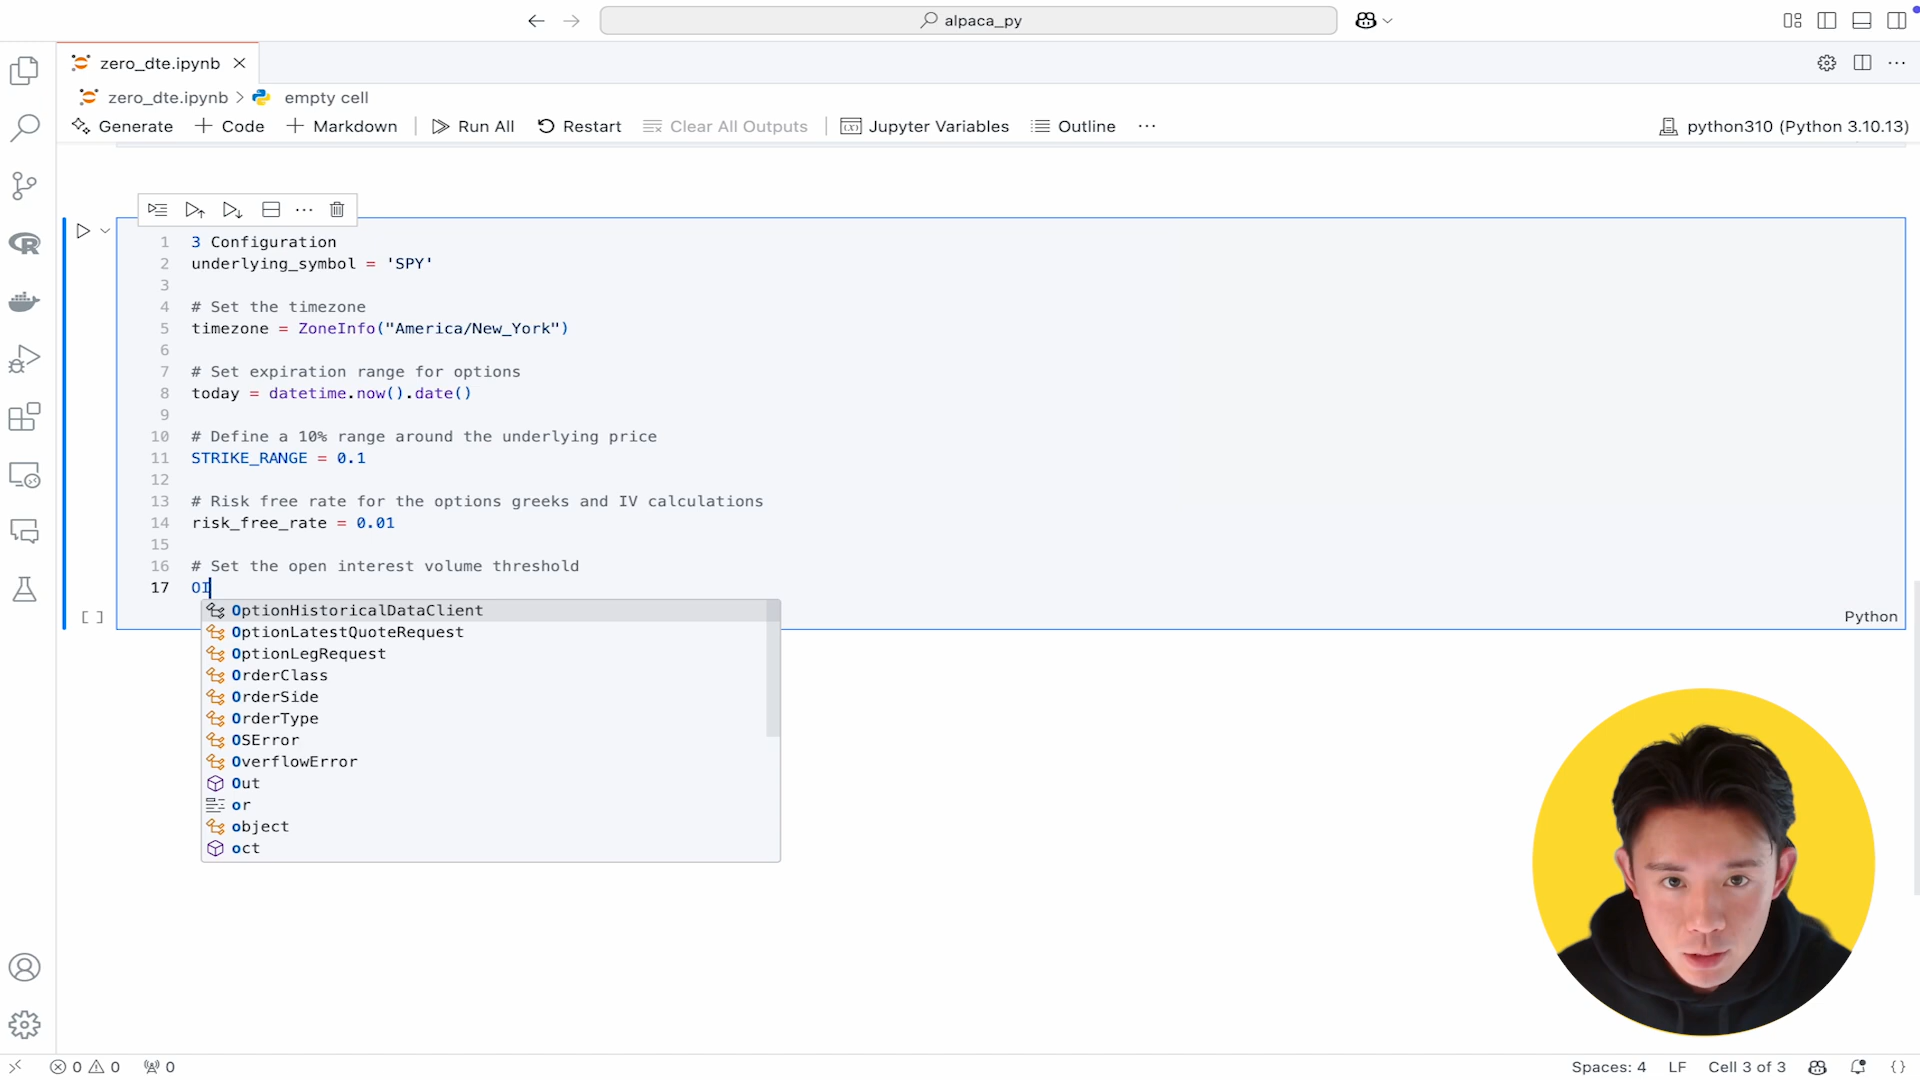 alpaca_py
zero_dte.ipynb
zero_dte.ipynb > empty cell
Generate + Code + Markdown Run All Restart Clear All Outputs Jupyter Variables Outline ... python310 (Python 3.10.13)
1 3 Configuration
2 underlying_symbol = 'SPY'
3
4 # Set the timezone
5 timezone = ZoneInfo("America/New_York")
6
7 # Set expiration range for options
8 today = datetime.now().date()
9
10 # Define a 10% range around the underlying price
11 STRIKE_RANGE = 0.1
12
13 # Risk free rate for the options greeks and IV calculations
14 risk_free_rate = 0.01
15
16 # Set the open interest volume threshold
17 OI
[ ]
OptionHistoricalDataClient
Python
OptionLatestQuoteRequest
OptionLegRequest
OrderClass
OrderSide
OrderType
OSError
OverflowError
Out
or
object
oct
0 0 0 Spaces: 4 LF Cell 3 of 3 {}